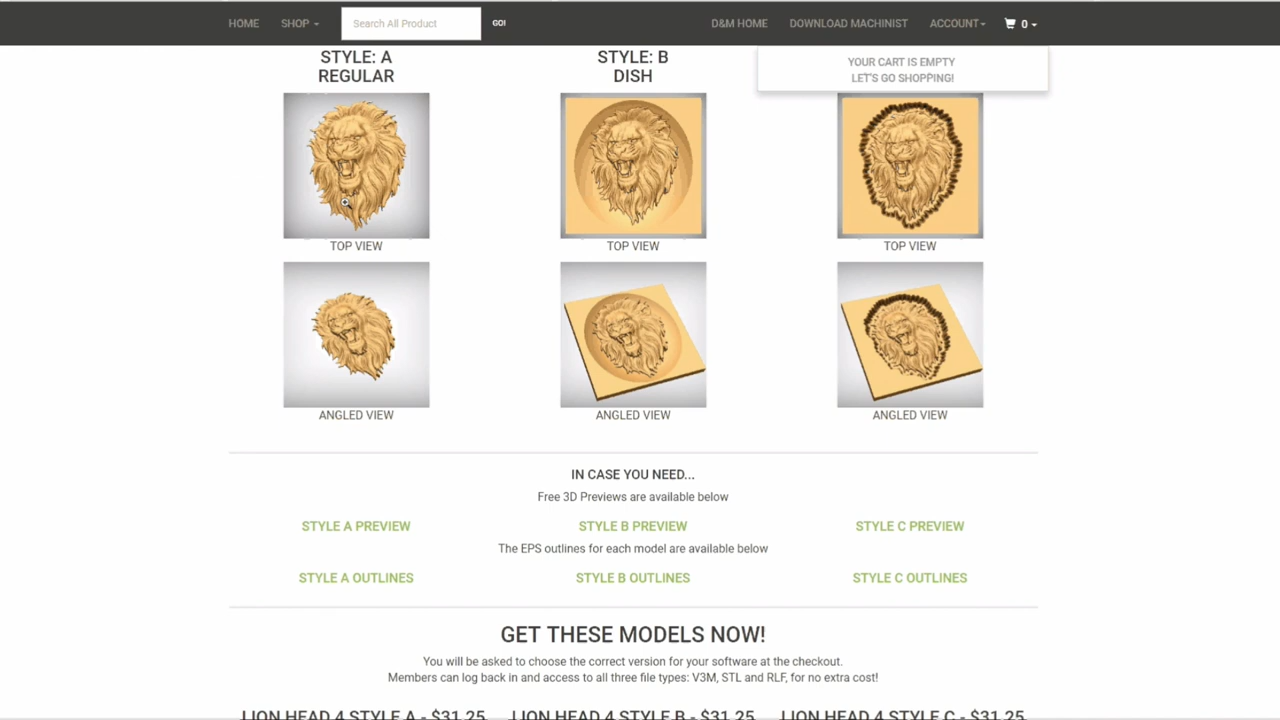 HOME SHOP Search All Product GO! D&M HOME DOWNLOAD MACHINIST ACCOUNT 0
YOUR CART IS EMPTY
LET'S GO SHOPPING!
STYLE: A
REGULAR
STYLE: B
DISH
TOP VIEW TOP VIEW TOP VIEW
ANGLED VIEW ANGLED VIEW ANGLED VIEW
IN CASE YOU NEED...
Free 3D Previews are available below
STYLE A PREVIEW STYLE B PREVIEW STYLE C PREVIEW
The EPS outlines for each model are available below
STYLE A OUTLINES STYLE B OUTLINES STYLE C OUTLINES
GET THESE MODELS NOW!
You will be asked to choose the correct version for your software at the checkout.
Members can log back in and access to all three file types: V3M, STL and RLF, for no extra cost!
LION HEAD 4 STYLE A - $31.25 LION HEAD 4 STYLE B - $31.25 LION HEAD 4 STYLE C - $31.25